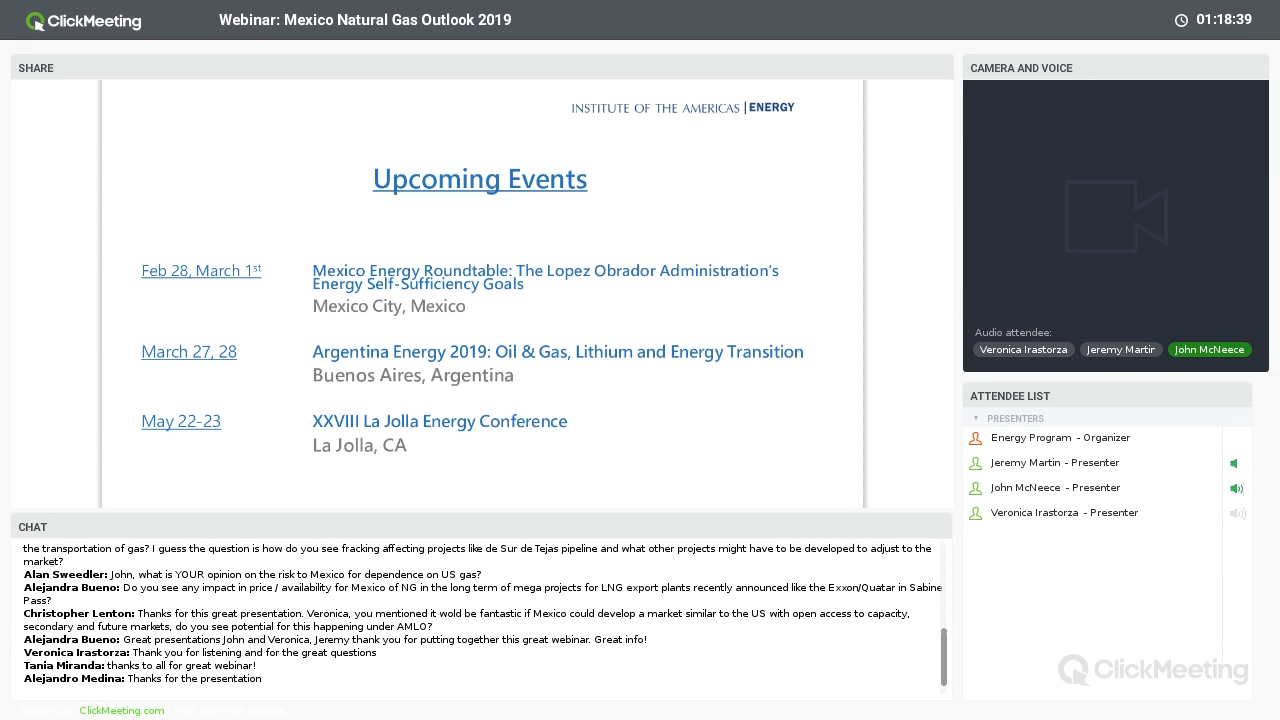 ClickMeeting
Webinar: Mexico Natural Gas Outlook 2019
01:18:39
SHARE
INSTITUTE OF THE AMERICAS | ENERGY
Upcoming Events
Feb 28, March 1st
Mexico Energy Roundtable: The Lopez Obrador Administration's
Energy Self-Sufficiency Goals
Mexico City, Mexico
March 27, 28
Argentina Energy 2019: Oil & Gas, Lithium and Energy Transition
Buenos Aires, Argentina
May 22-23
XXVIII La Jolla Energy Conference
La Jolla, CA
CHAT
the transportation of gas? I guess the question is how do you see fracking affecting projects like de Sur de Tejas pipeline and what other projects might have to be developed to adjust to the
market?
Alan Sweedler: John, what is YOUR opinion on the risk to Mexico for dependence on US gas?
Alejandra Bueno: Do you see any impact in price / availability for Mexico of NG in the long term of mega projects for LNG export plants recently announced like the Exxon/Quatar in Sabine
Pass?
Christopher Lenton: Thanks for this great presentation. Veronica, you mentioned it wold be fantastic if Mexico could develop a market similar to the US with open access to capacity,
secondary and future markets, do you see potential for this happening under AMLO?
Alejandra Bueno: Great presentations John and Veronica, Jeremy thank you for putting together this great webinar. Great info!
Veronica Irastorza: Thank you for listening and for the great questions
Tania Miranda: thanks to all for great webinar!
Alejandro Medina: Thanks for the presentation
ClickMeeting.com
CAMERA AND VOICE
Audio attendee:
Veronica Irastorza
Jeremy Martin
John McNeece
ATTENDEE LIST
PRESENTERS
Energy Program - Organizer
Jeremy Martin - Presenter
John McNeece - Presenter
Veronica Irastorza - Presenter
ClickMeeting